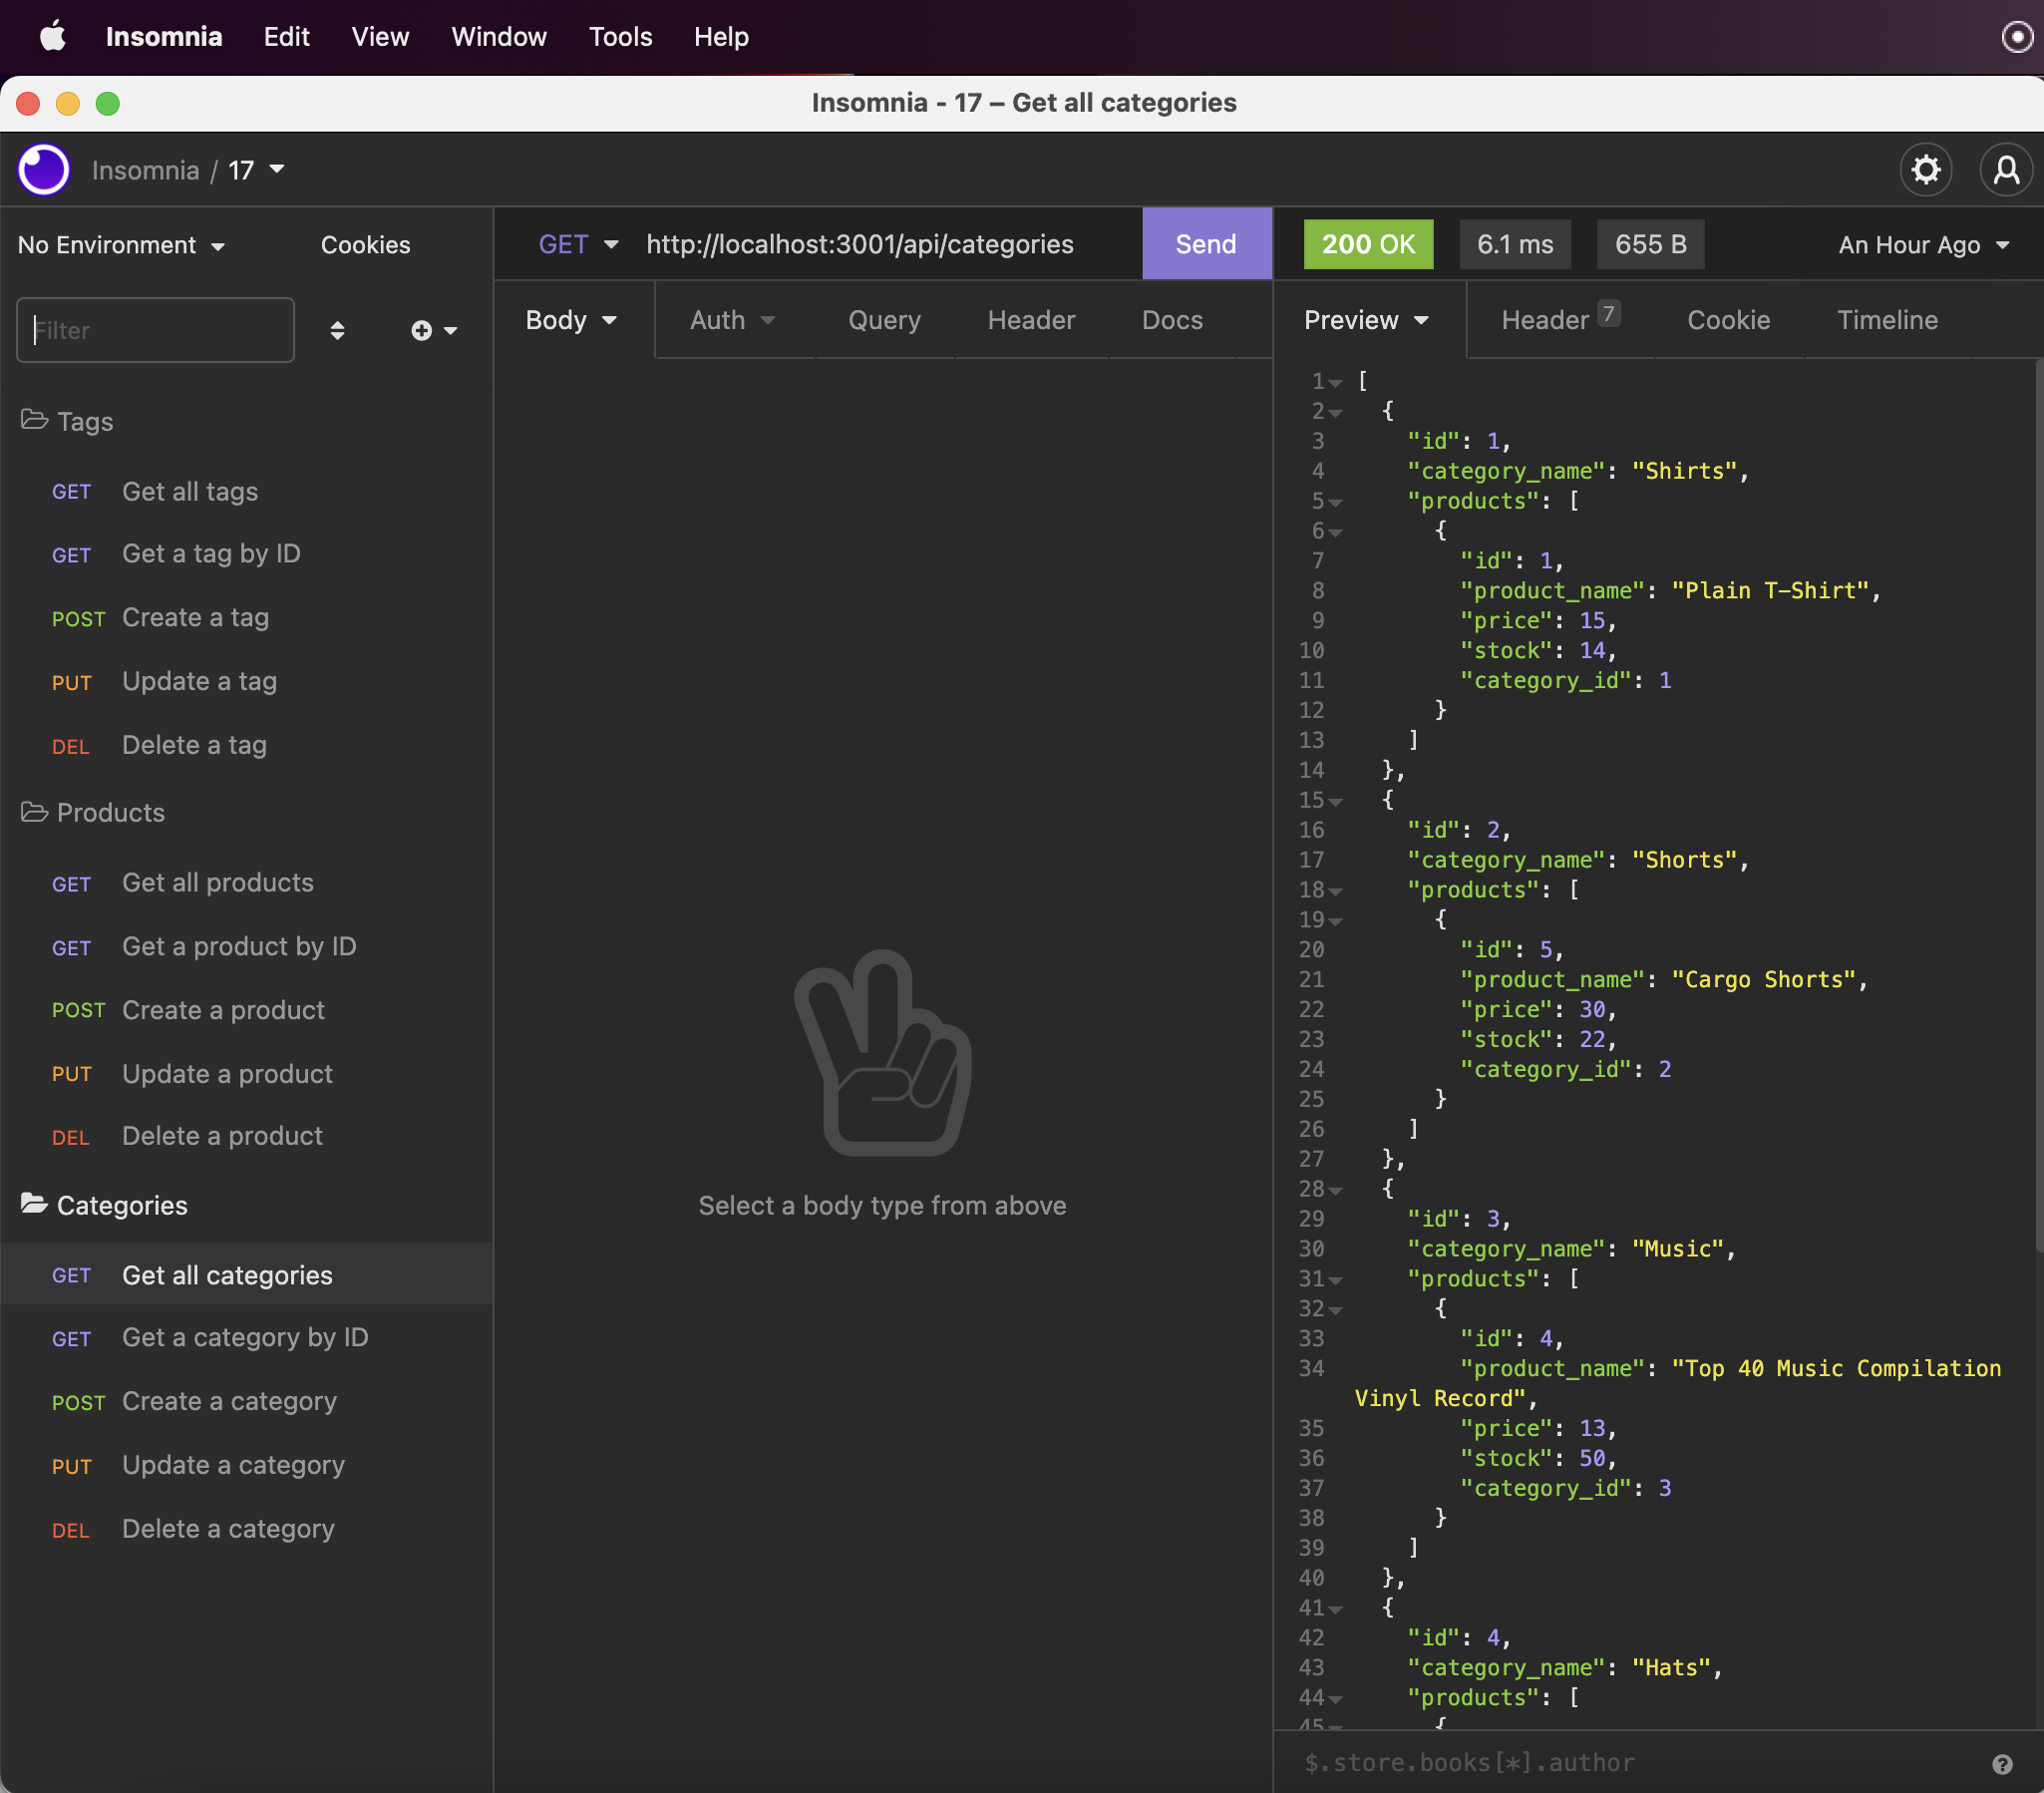 Insomnia Edit View Window Tools Help
Insomnia - 17 – Get all categories
Insomnia / 17
No Environment Cookies
Filter
Tags
GET Get all tags
GET Get a tag by ID
POST Create a tag
PUT Update a tag
DEL Delete a tag
Products
GET Get all products
GET Get a product by ID
POST Create a product
PUT Update a product
DEL Delete a product
Categories
GET Get all categories
GET Get a category by ID
POST Create a category
PUT Update a category
DEL Delete a category
GET http://localhost:3001/api/categories Send
Body Auth Query Header Docs
Select a body type from above
200 OK 6.1 ms 655 B An Hour Ago
Preview Header 7 Cookie Timeline
1 [
2 {
3 "id": 1,
4 "category_name": "Shirts",
5 "products": [
6 {
7 "id": 1,
8 "product_name": "Plain T-Shirt",
9 "price": 15,
10 "stock": 14,
11 "category_id": 1
12 }
13 ]
14 },
15 {
16 "id": 2,
17 "category_name": "Shorts",
18 "products": [
19 {
20 "id": 5,
21 "product_name": "Cargo Shorts",
22 "price": 30,
23 "stock": 22,
24 "category_id": 2
25 }
26 ]
27 },
28 {
29 "id": 3,
30 "category_name": "Music",
31 "products": [
32 {
33 "id": 4,
34 "product_name": "Top 40 Music Compilation
Vinyl Record",
35 "price": 13,
36 "stock": 50,
37 "category_id": 3
38 }
39 ]
40 },
41 {
42 "id": 4,
43 "category_name": "Hats",
44 "products": [
45 {
$.store.books[*].author